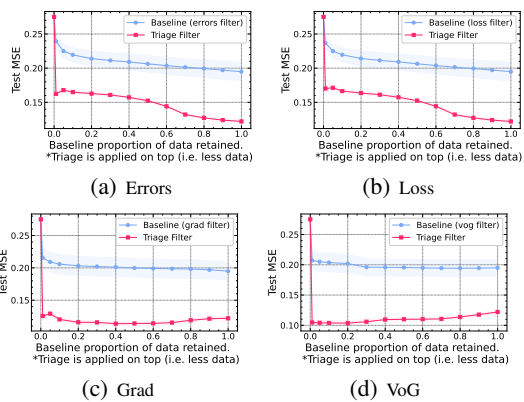 Test MSE
0.25
0.20
0.15
Baseline (errors filter)
Triage Filter
0.0 0.2 0.4 0.6 0.8 1.0
Baseline proportion of data retained.
*Triage is applied on top (i.e. less data)
(a) Errors
Test MSE
0.25
0.20
0.15
Baseline (loss filter)
Triage Filter
0.0 0.2 0.4 0.6 0.8 1.0
Baseline proportion of data retained.
*Triage is applied on top (i.e. less data)
(b) Loss
Test MSE
0.25
0.20
0.15
Baseline (grad filter)
Triage Filter
0.0 0.2 0.4 0.6 0.8 1.0
Baseline proportion of data retained.
*Triage is applied on top (i.e. less data)
(c) Grad
Test MSE
0.25
0.20
0.15
0.10
Baseline (vog filter)
Triage Filter
0.0 0.2 0.4 0.6 0.8 1.0
Baseline proportion of data retained.
*Triage is applied on top (i.e. less data)
(d) VoG